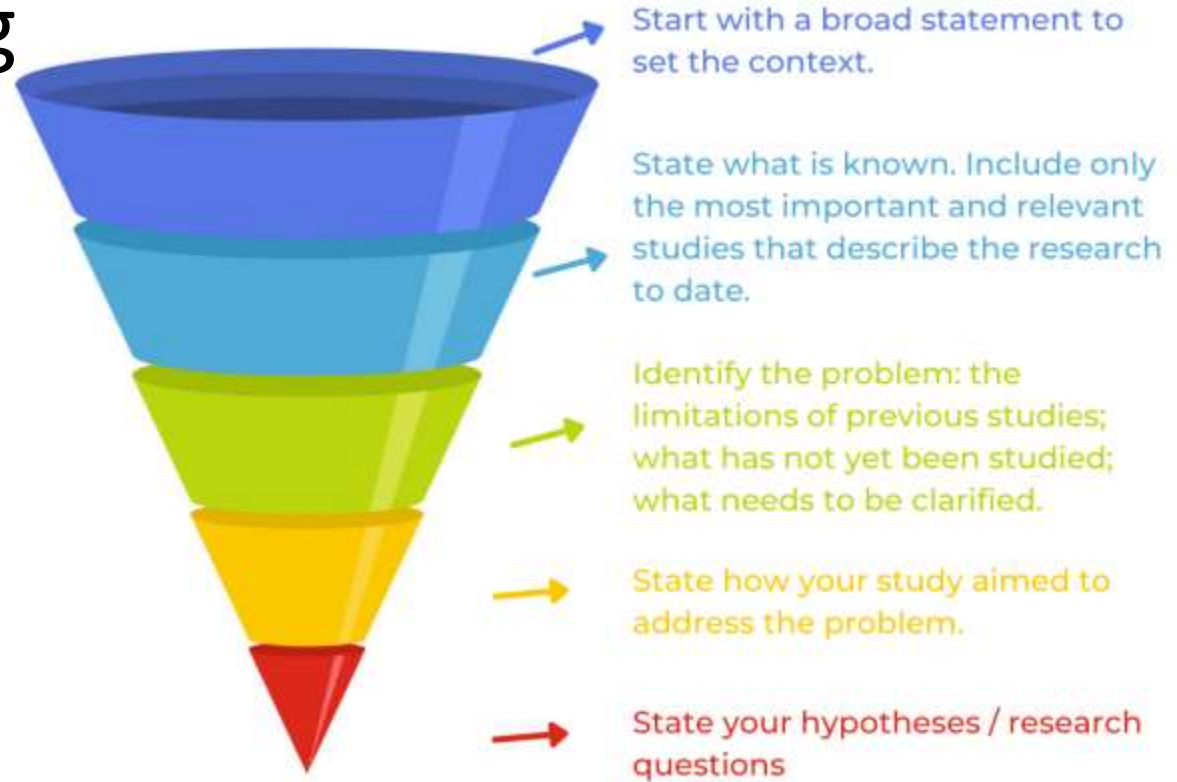 g
Start with a broad statement to
set the context.
State what is known. Include only
the most important and relevant
studies that describe the research
to date.
Identify the problem: the
limitations of previous studies;
what has not yet been studied;
what needs to be clarified.
State how your study aimed to
address the problem.
State your hypotheses / research
questions